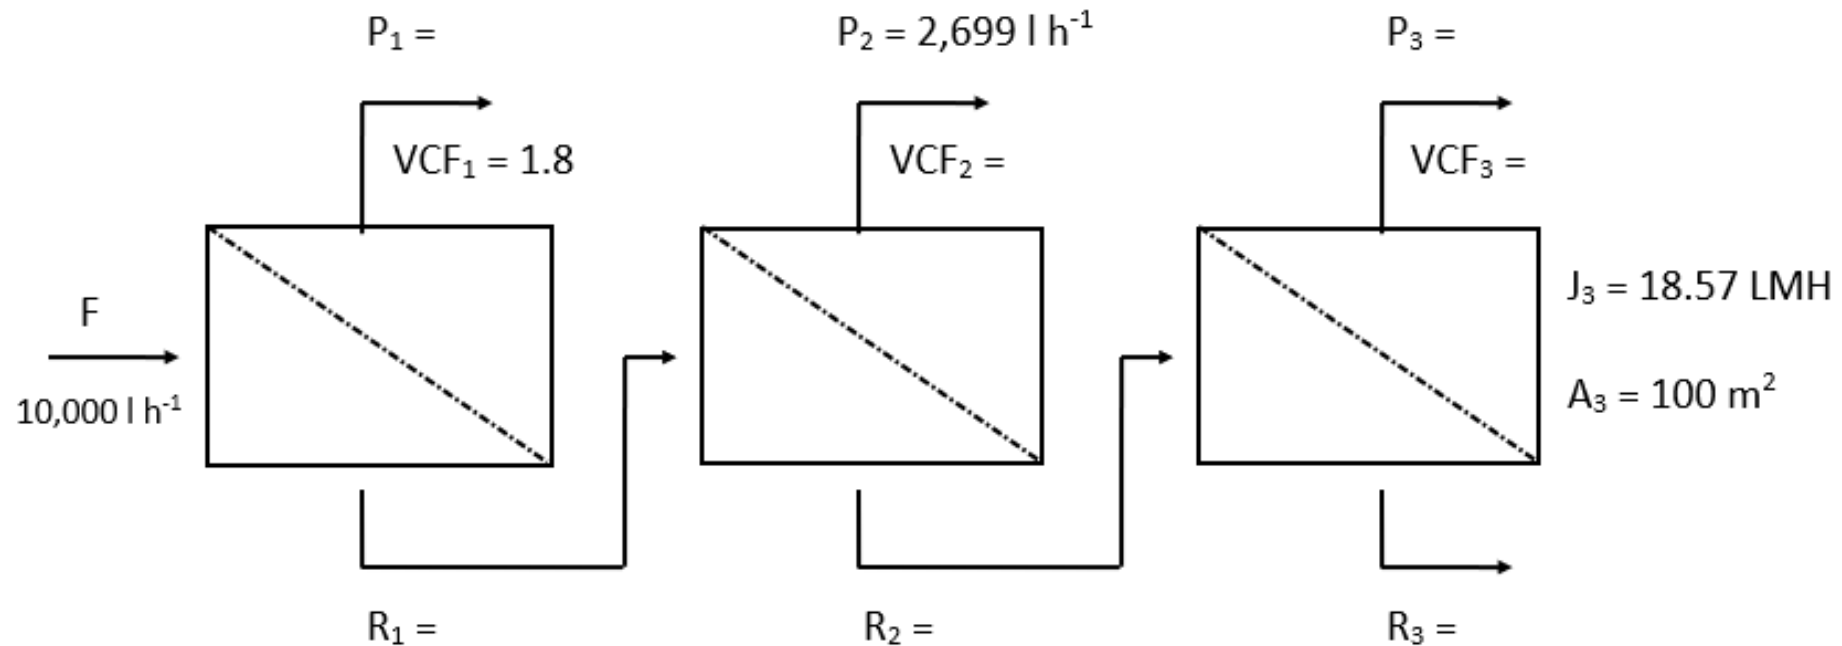 P₁ =
P₂ = 2,699 l h⁻¹
P₃ =
VCF₁ = 1.8
VCF₂ =
VCF₃ =
F
10,000 l h⁻¹
J₃ = 18.57 LMH
A₃ = 100 m²
R₁ =
R₂ =
R₃ =